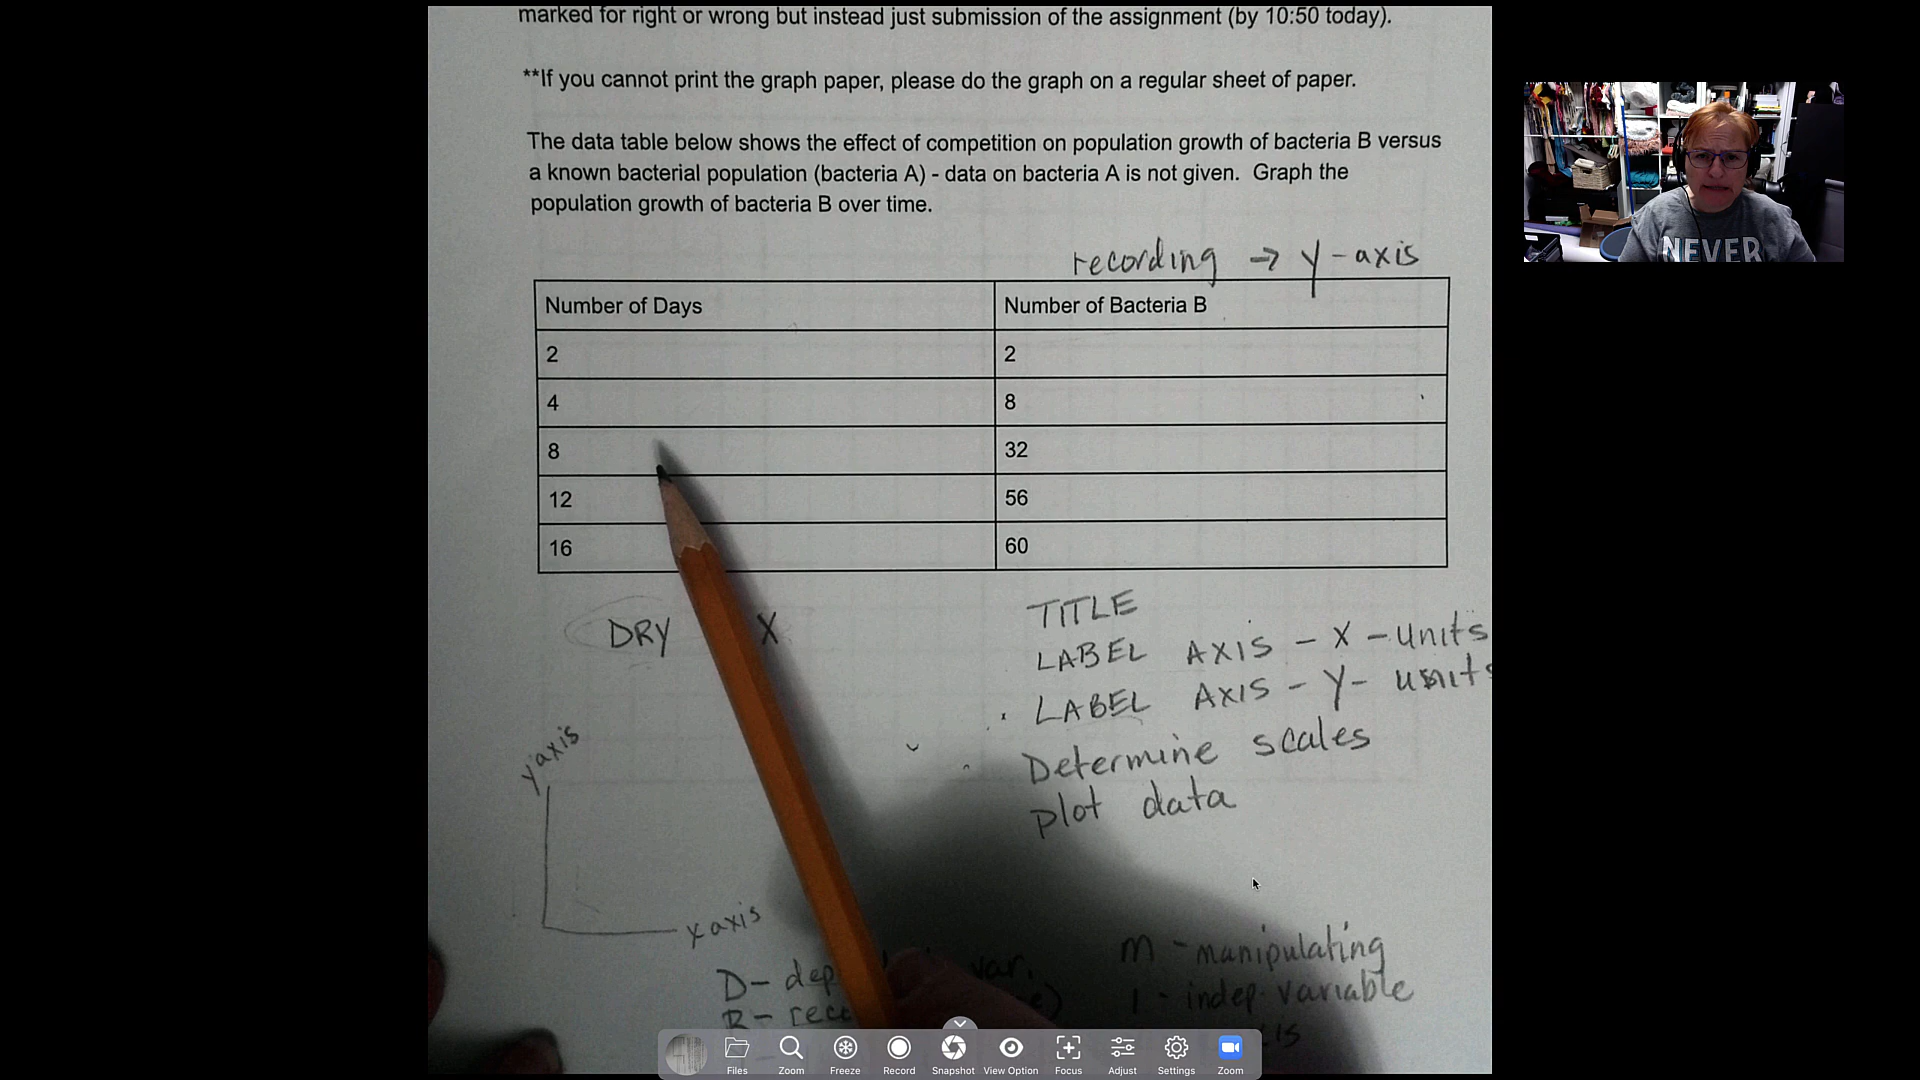 marked for right or wrong but instead just submission of the assignment (by 10:50 today).
**If you cannot print the graph paper, please do the graph on a regular sheet of paper.
The data table below shows the effect of competition on population growth of bacteria B versus
a known bacterial population (bacteria A) - data on bacteria A is not given. Graph the
population growth of bacteria B over time.
recording → y-axis
Number of Days Number of Bacteria B
2 2
4 8
8 32
12 56
16 60
DRY X
TITLE
LABEL AXIS - X - units
LABEL AXIS - Y - units
Determine scales
plot data
y axis
x axis
D - dep var.
R - rec
M - manipulating
I - indep. variable
NEVER
Files Zoom Freeze Record Snapshot View Option Focus Adjust Settings Zoom